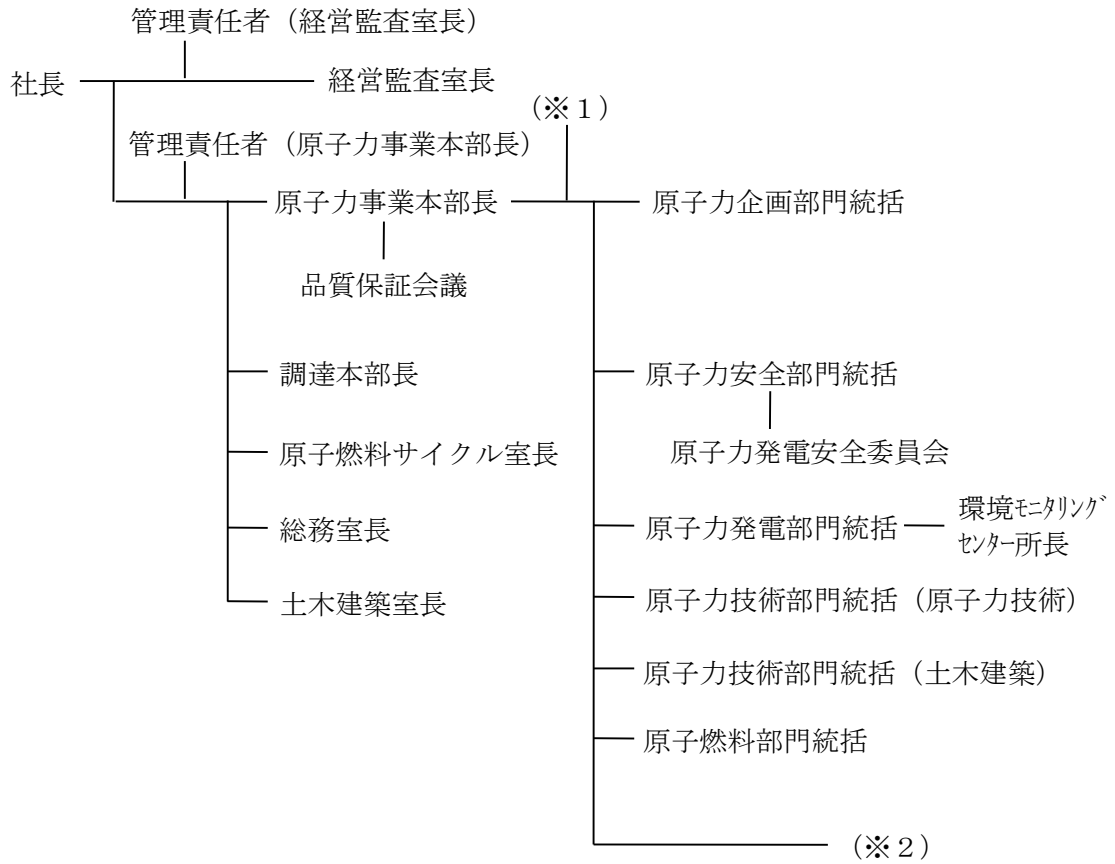 管理責任者（経営監査室長）
社長
経営監査室長
（※１）
管理責任者（原子力事業本部長）
原子力事業本部長
原子力企画部門統括
品質保証会議
調達本部長
原子力安全部門統括
原子力発電安全委員会
原子燃料サイクル室長
総務室長
原子力発電部門統括
環境ﾓﾆﾀﾘﾝｸﾞ
ｾﾝﾀｰ所長
土木建築室長
原子力技術部門統括（原子力技術）
原子力技術部門統括（土木建築）
原子燃料部門統括
（※２）